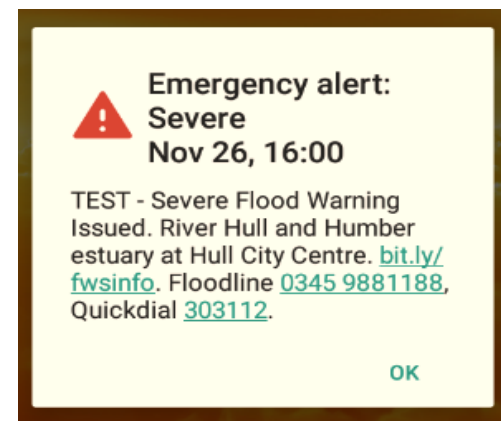 Emergency alert:
Severe
Nov 26, 16:00
TEST - Severe Flood Warning
Issued. River Hull and Humber
estuary at Hull City Centre. bit.ly/
fwsinfo. Floodline 0345 9881188,
Quickdial 303112.
OK